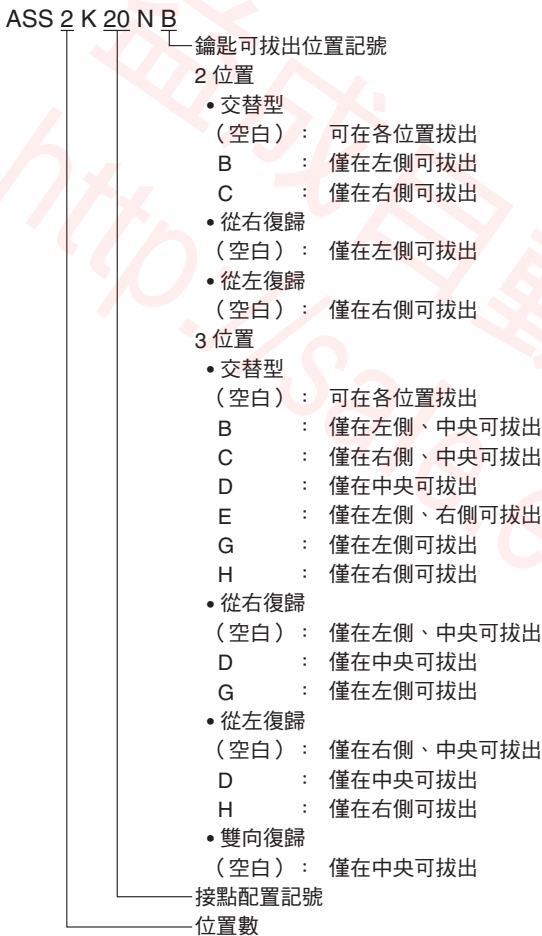 ASS 2 K 20 N B
鑰匙可拔出位置記號
2 位置
• 交替型
（空白）： 可在各位置拔出
B ： 僅在左側可拔出
C ： 僅在右側可拔出
• 從右復歸
（空白）： 僅在左側可拔出
• 從左復歸
（空白）： 僅在右側可拔出
3 位置
• 交替型
（空白）： 可在各位置拔出
B ： 僅在左側、中央可拔出
C ： 僅在右側、中央可拔出
D ： 僅在中央可拔出
E ： 僅在左側、右側可拔出
G ： 僅在左側可拔出
H ： 僅在右側可拔出
• 從右復歸
（空白）： 僅在左側、中央可拔出
D ： 僅在中央可拔出
G ： 僅在左側可拔出
• 從左復歸
（空白）： 僅在右側、中央可拔出
D ： 僅在中央可拔出
H ： 僅在右側可拔出
• 雙向復歸
（空白）： 僅在中央可拔出
接點配置記號
位置數
益成自動
http://sale.e